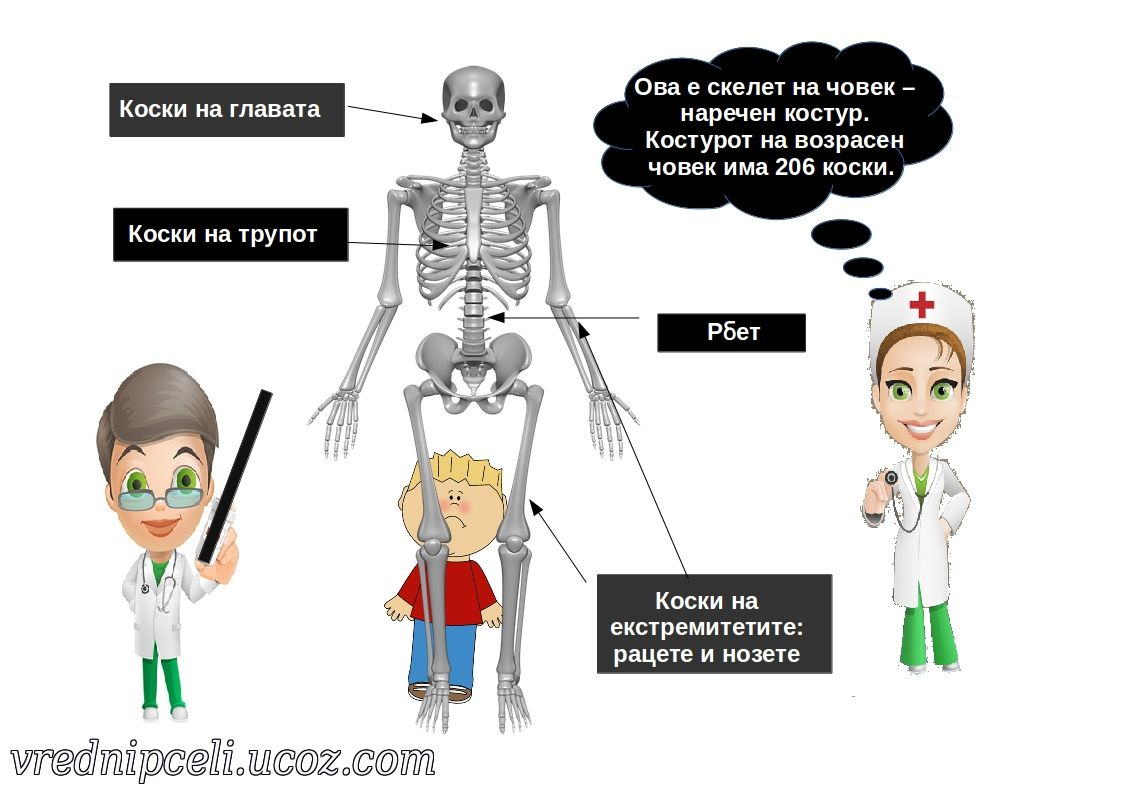 Коски на главата
Ова е скелет на човек –
наречен костур.
Костурот на возрасен
човек има 206 коски.
Коски на трупот
Рбет
Коски на
екстремитетите:
рацете и нозете
vrednipceli.ucoz.com